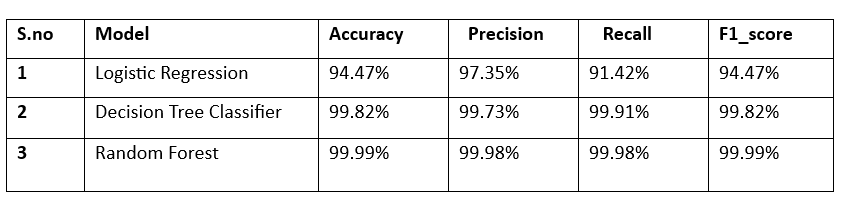 S.no Model Accuracy Precision Recall F1_score
1 Logistic Regression 94.47% 97.35% 91.42% 94.47%
2 Decision Tree Classifier 99.82% 99.73% 99.91% 99.82%
3 Random Forest 99.99% 99.98% 99.98% 99.99%